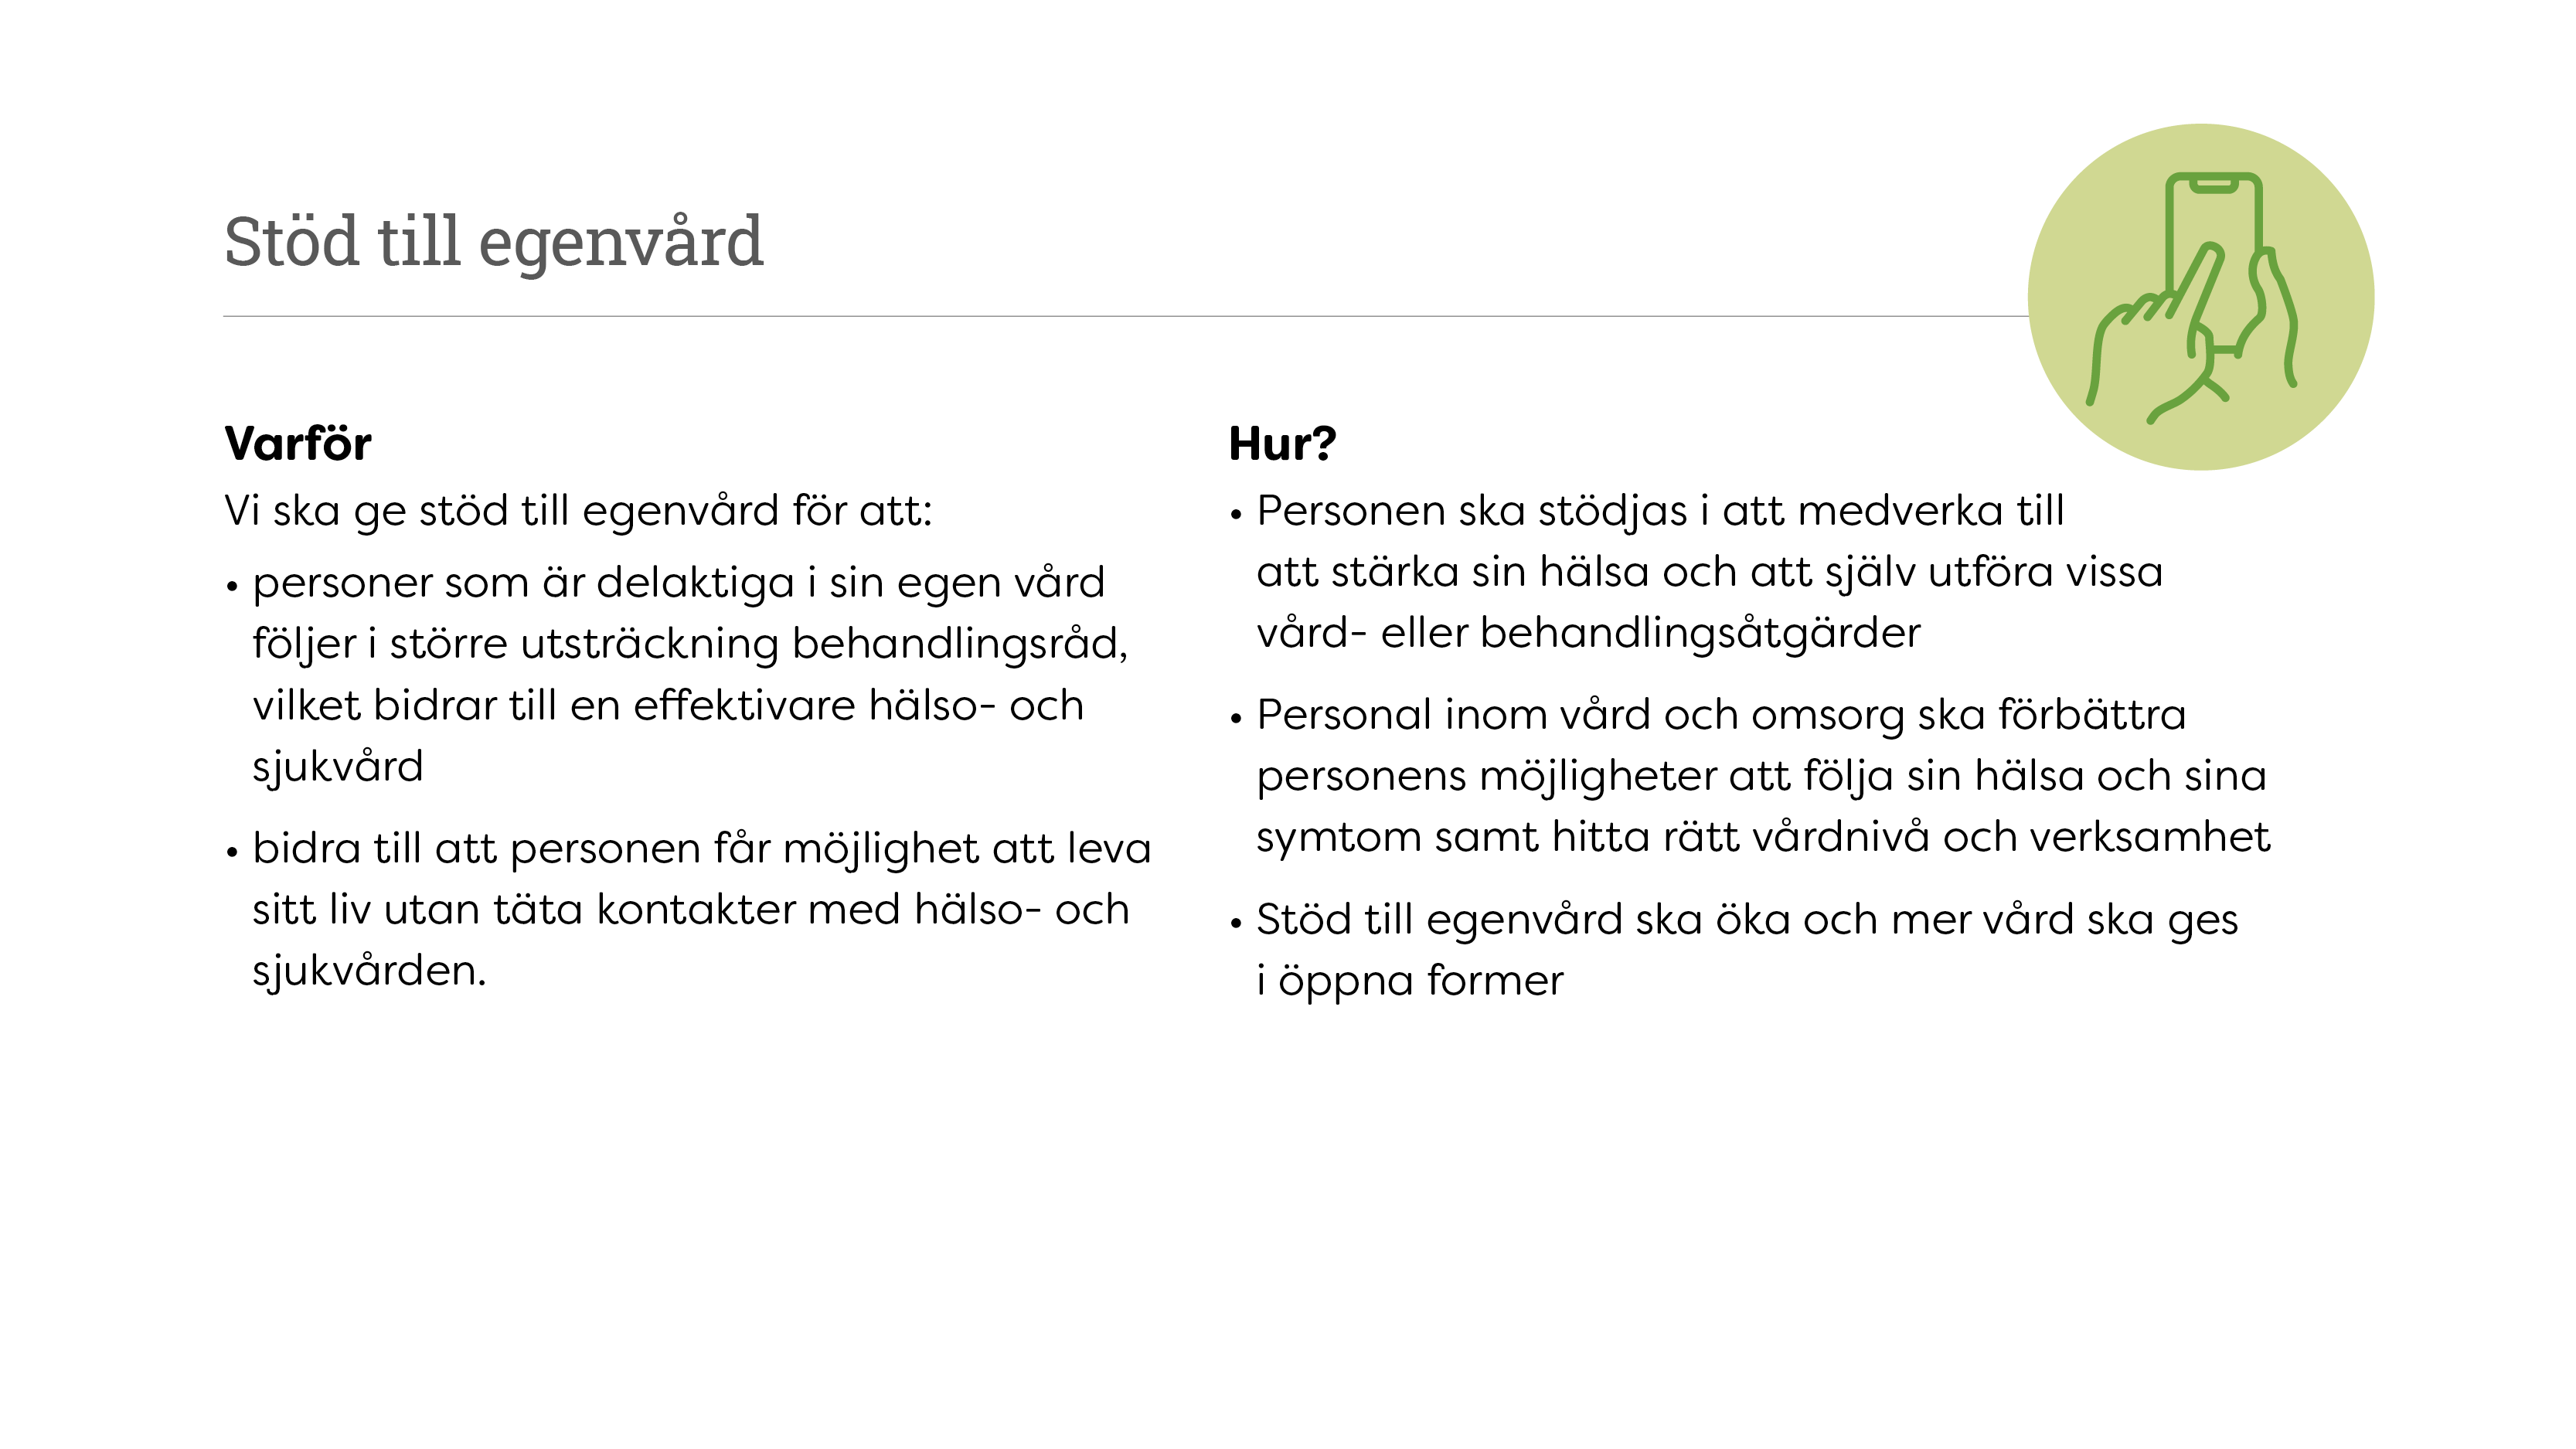 Stöd till egenvård
Varför
Vi ska ge stöd till egenvård för att:
• personer som är delaktiga i sin egen vård
följer i större utsträckning behandlingsråd,
vilket bidrar till en effektivare hälso- och
sjukvård
• bidra till att personen får möjlighet att leva
sitt liv utan täta kontakter med hälso- och
sjukvården.
Hur?
• Personen ska stödjas i att medverka till
att stärka sin hälsa och att själv utföra vissa
vård- eller behandlingsåtgärder
• Personal inom vård och omsorg ska förbättra
personens möjligheter att följa sin hälsa och sina
symtom samt hitta rätt vårdnivå och verksamhet
• Stöd till egenvård ska öka och mer vård ska ges
i öppna former